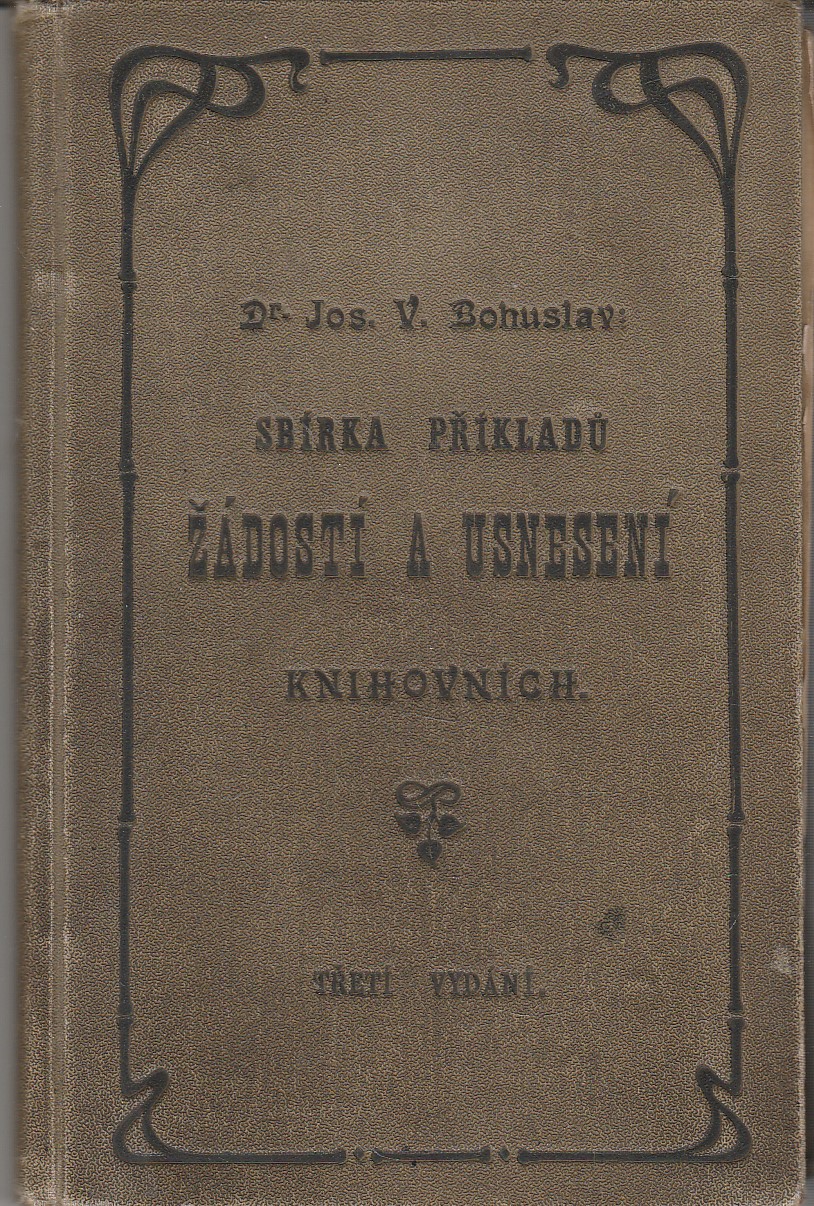 Dr. Jos. V. Bohuslav:
SBÍRKA PŘÍKLADŮ
ŽÁDOSTÍ A USNESENÍ
KNIHOVNÍCH.
TŘETÍ VYDÁNÍ.